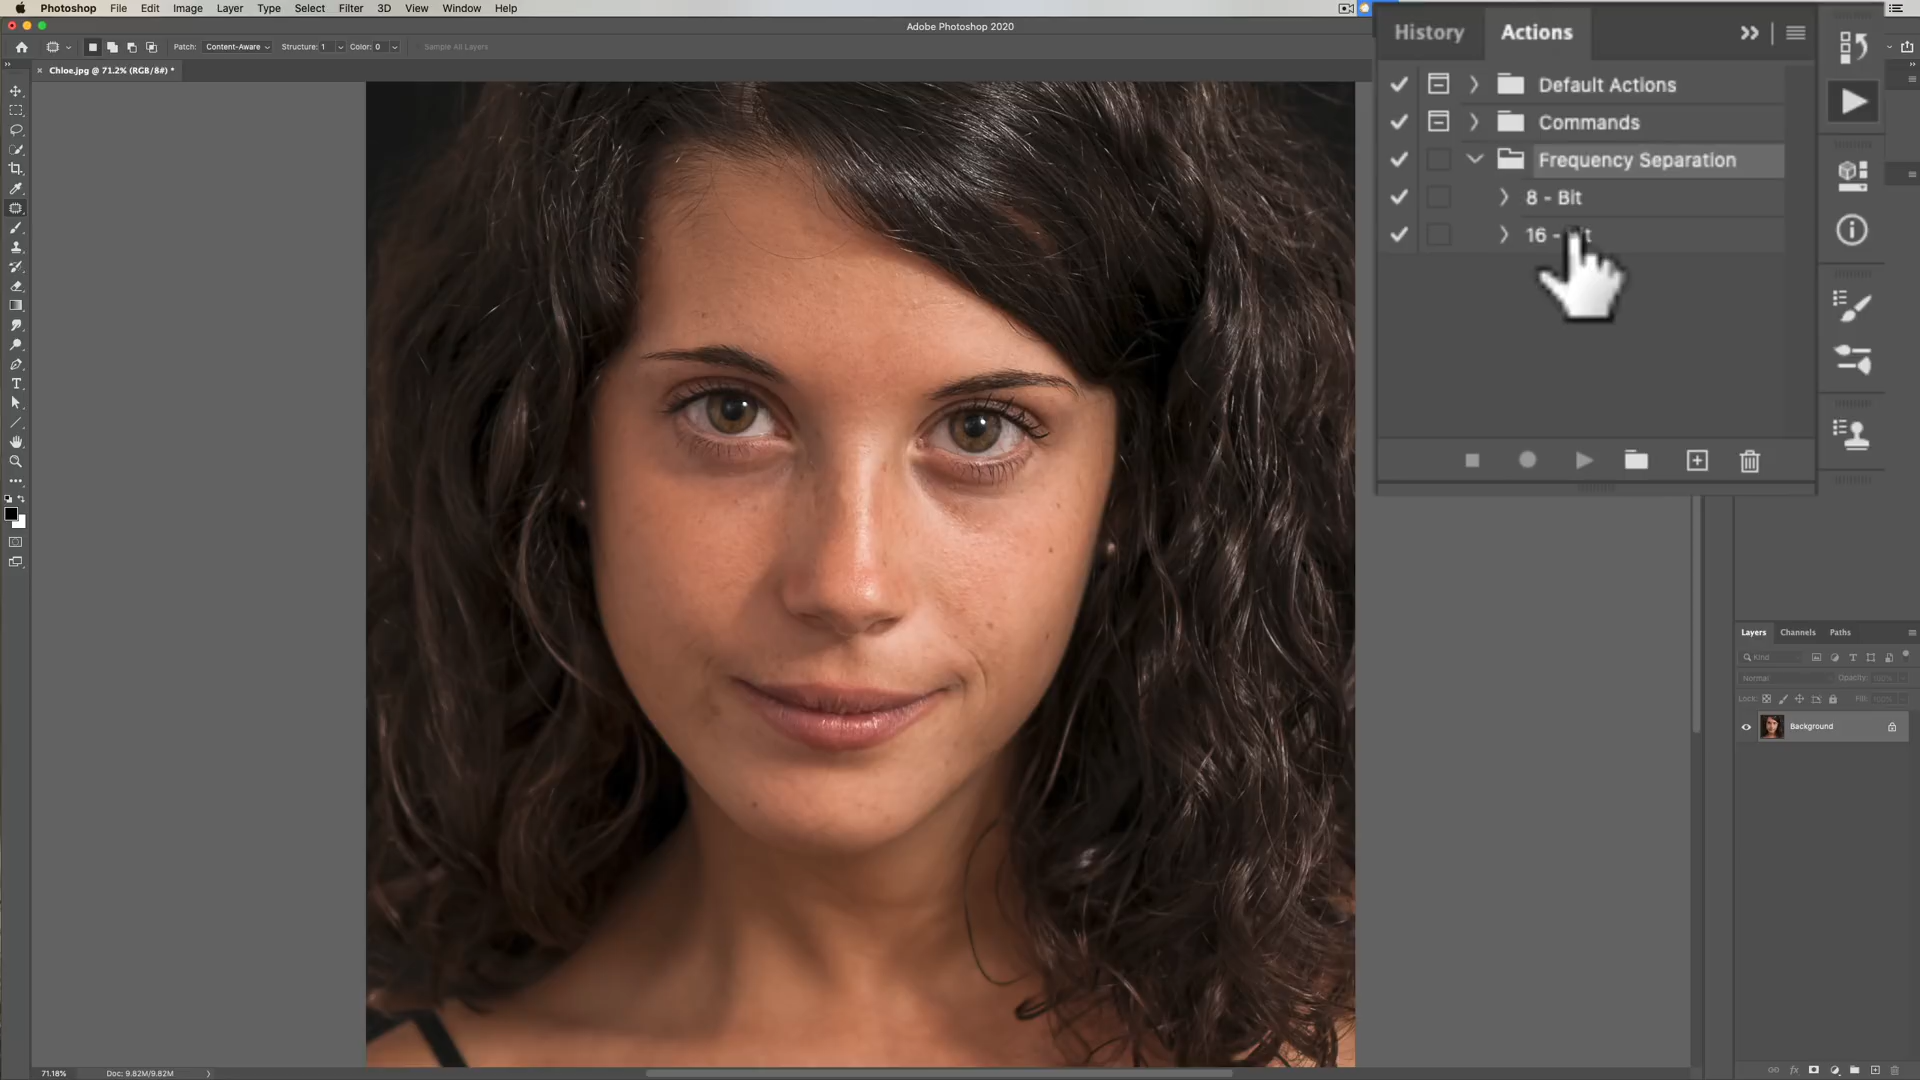 Photoshop File Edit Image Layer Type Select Filter 3D View Window Help
Adobe Photoshop 2020
Patch: Content-Aware Structure: 1 Color: 0 Sample All Layers
Chloe.jpg @ 71.2% (RGB/8#) *
History Actions
Default Actions
Commands
Frequency Separation
8 - Bit
16 -
Layers Channels Paths
Kind
Normal Opacity: 100%
Lock: Fill: 100%
Background
71.18% Doc: 9.82M/9.82M